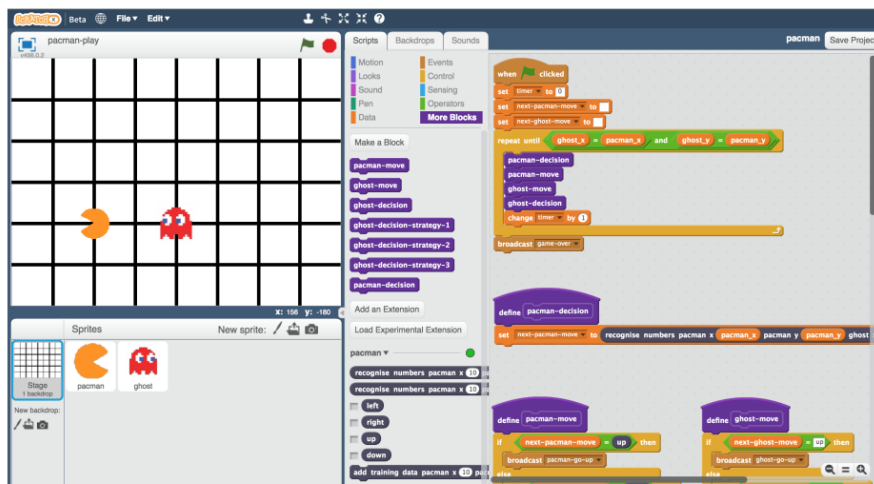 SCRATCHX Beta File▾ Edit▾
pacman-play
v456.0.2
x: 156 y: -180
Sprites New sprite:
Stage
1 backdrop
New backdrop:
pacman
ghost
Scripts Backdrops Sounds
Motion Events
Looks Control
Sound Sensing
Pen Operators
Data More Blocks
Make a Block
pacman-move
ghost-move
ghost-decision
ghost-decision-strategy-1
ghost-decision-strategy-2
ghost-decision-strategy-3
pacman-decision
Add an Extension
Load Experimental Extension
pacman▾
recognise numbers pacman x 10 p
recognise numbers pacman x 10 p
left
right
up
down
add training data pacman x 10 pac
pacman Save Projec
when clicked
set timer to 0
set next-pacman-move to
set next-ghost-move to
repeat until ghost_x = pacman_x and ghost_y = pacman_y
pacman-decision
pacman-move
ghost-move
ghost-decision
change timer by 1
broadcast game-over
define pacman-decision
set next-pacman-move to recognise numbers pacman x pacman_x pacman y pacman_y ghost
define pacman-move
if next-pacman-move = up then
broadcast pacman-go-up
else
define ghost-move
if next-ghost-move = up then
broadcast ghost-go-up
else